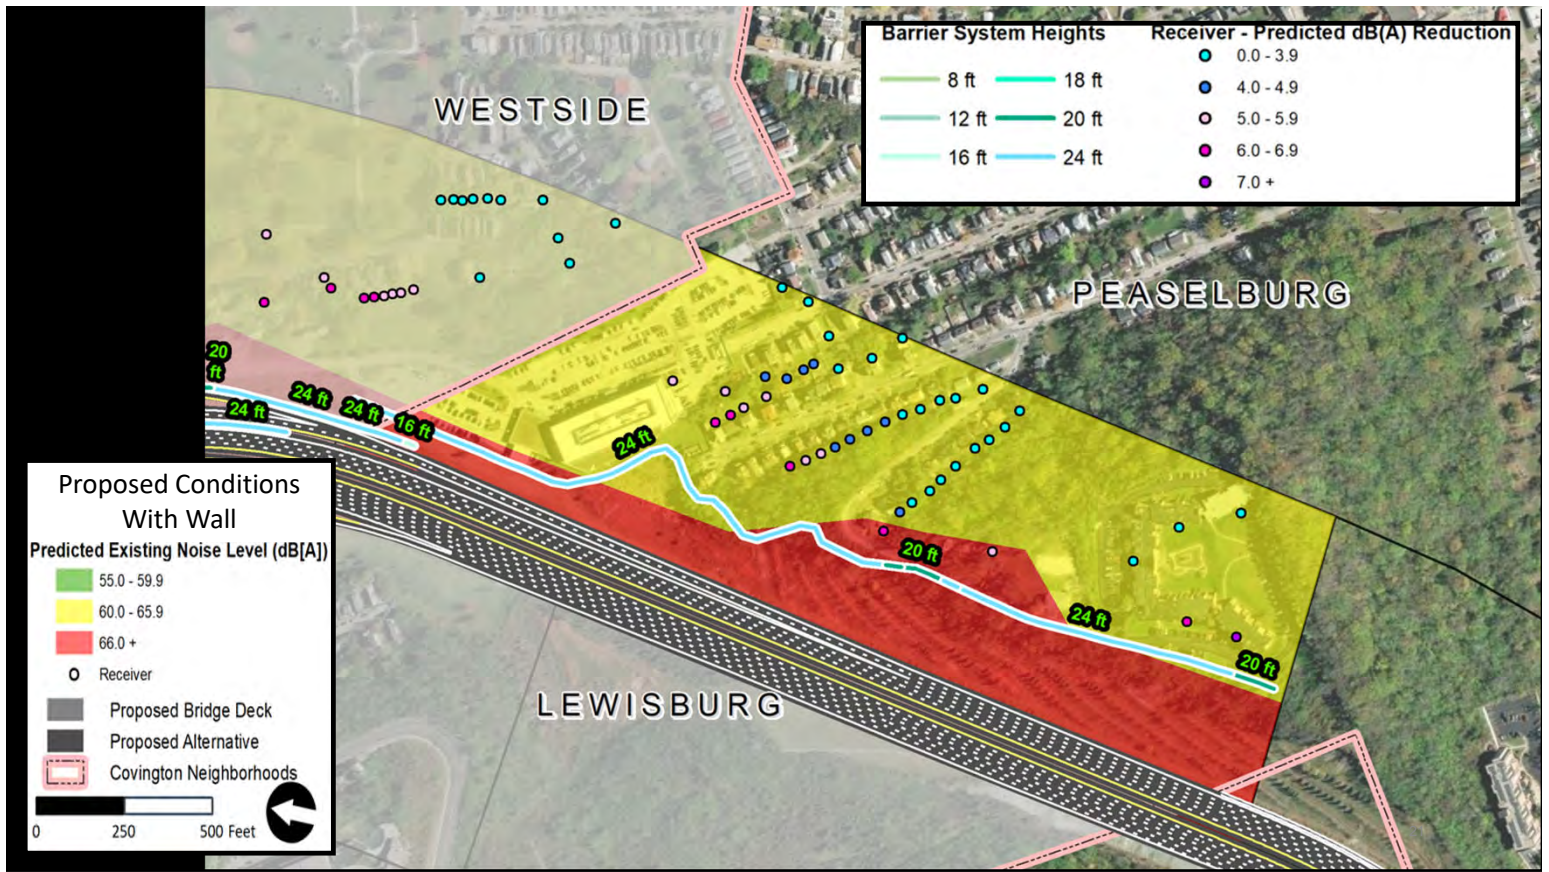 WESTSIDE
Barrier System Heights
8 ft
18 ft
12 ft
20 ft
16 ft
24 ft
Receiver - Predicted dB(A) Reduction
0.0 - 3.9
4.0 - 4.9
5.0 - 5.9
6.0 - 6.9
7.0 +
PEASELBURG
20
ft
24 ft
24 ft
24 ft
16 ft
24 ft
20 ft
24 ft
20 ft
LEWISBURG
Proposed Conditions
With Wall
Predicted Existing Noise Level (dB[A])
55.0 - 59.9
60.0 - 65.9
66.0 +
Receiver
Proposed Bridge Deck
Proposed Alternative
Covington Neighborhoods
0 250 500 Feet